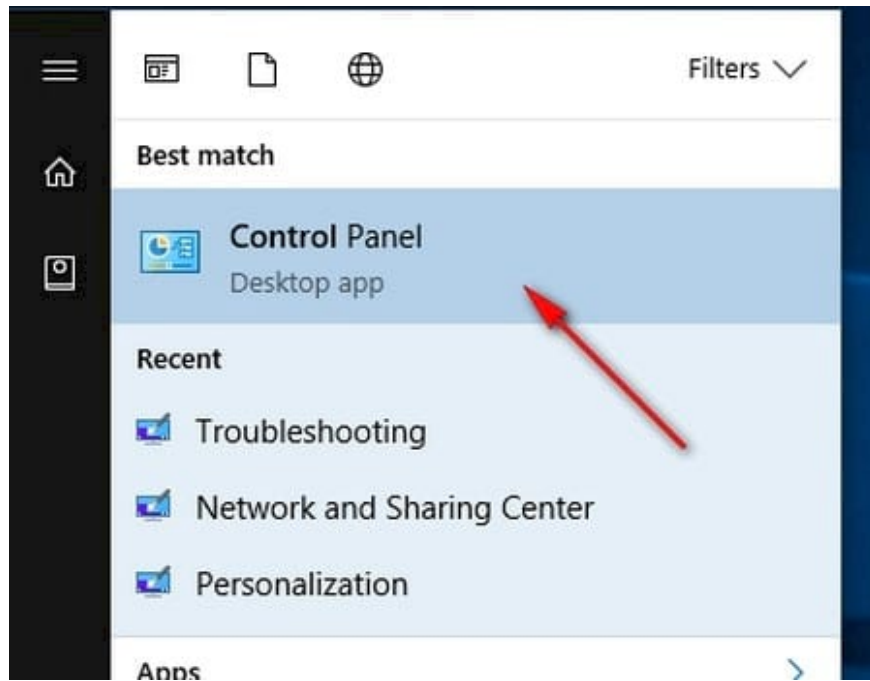 Filters
Best match
Control Panel
Desktop app
Recent
Troubleshooting
Network and Sharing Center
Personalization
Apps